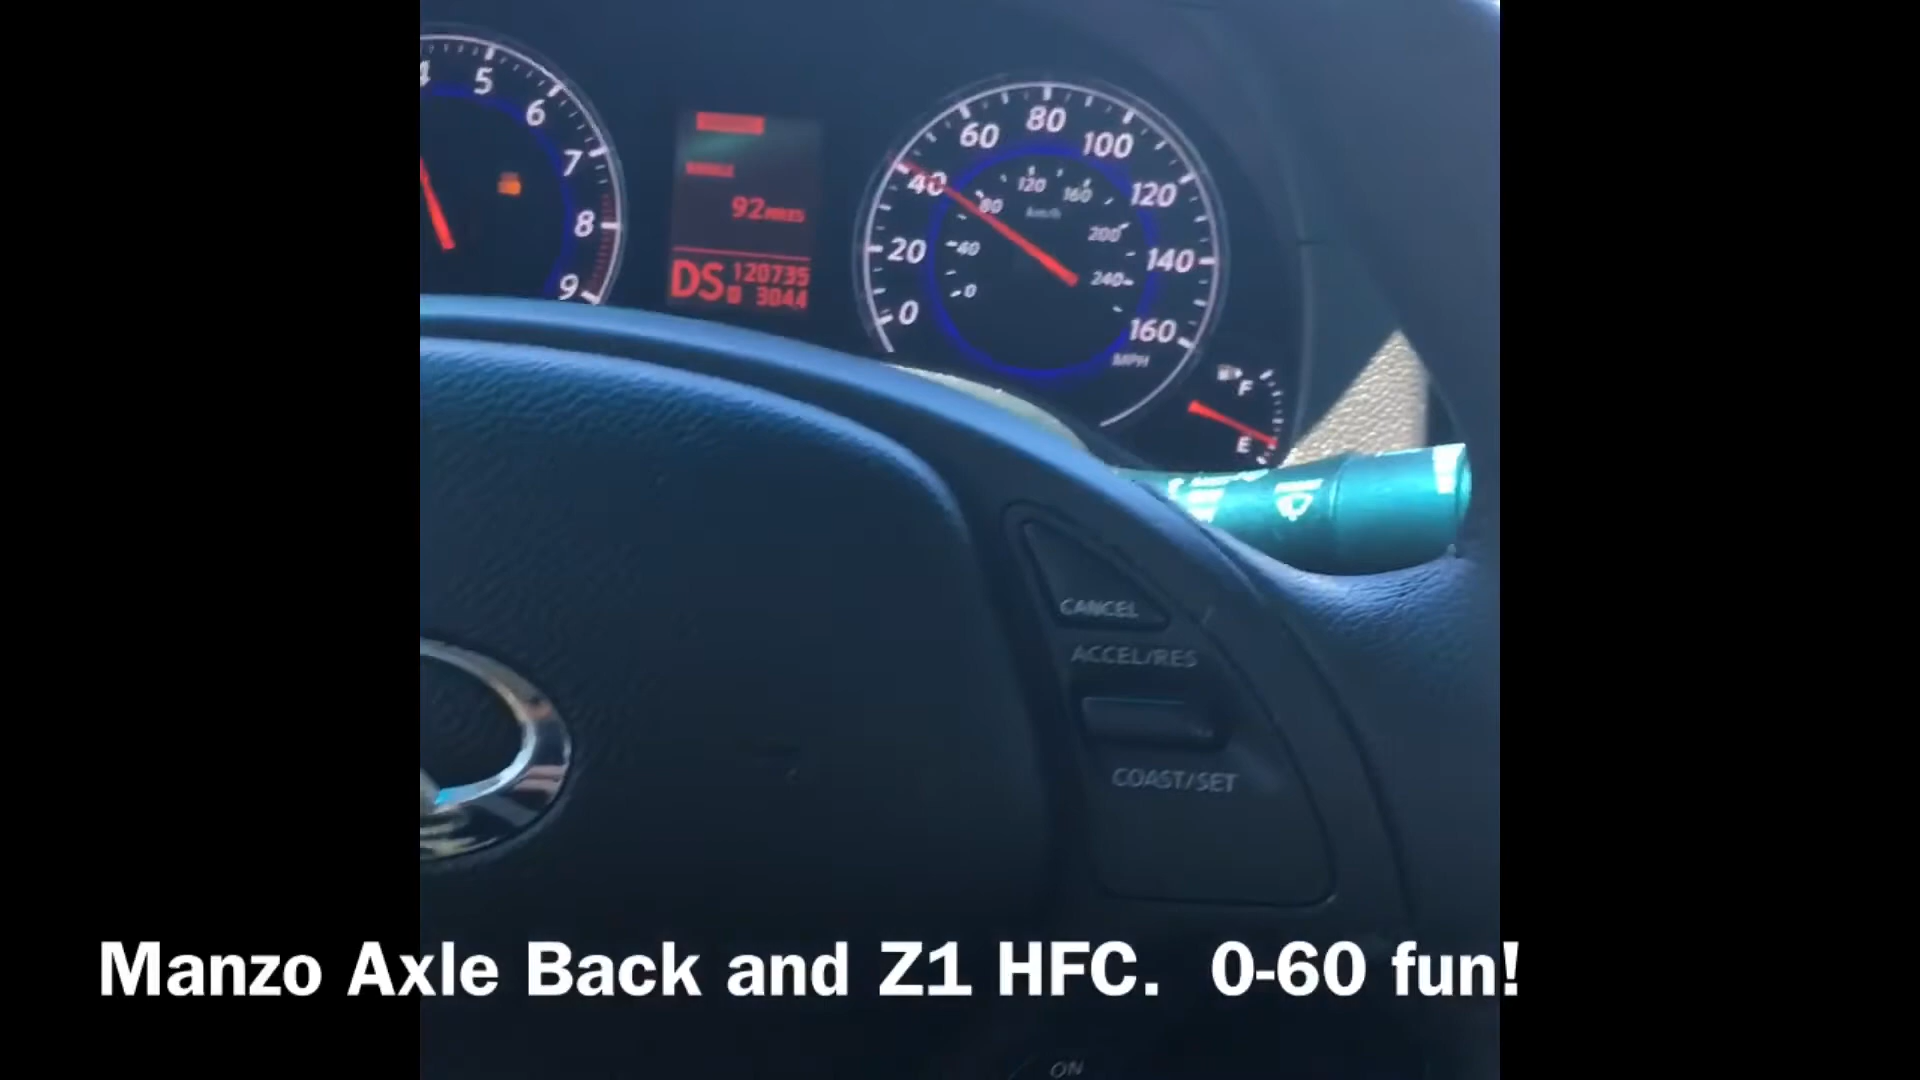 4 5 6 7 8 9
92 MILES
DS 120735
3044
0 20 40 60 80 100 120 140 160
MPH
0 40 80 120 160 200 240
km/h
F
E
CANCEL
ACCEL/RES
COAST/SET
Manzo Axle Back and Z1 HFC. 0-60 fun!
ON